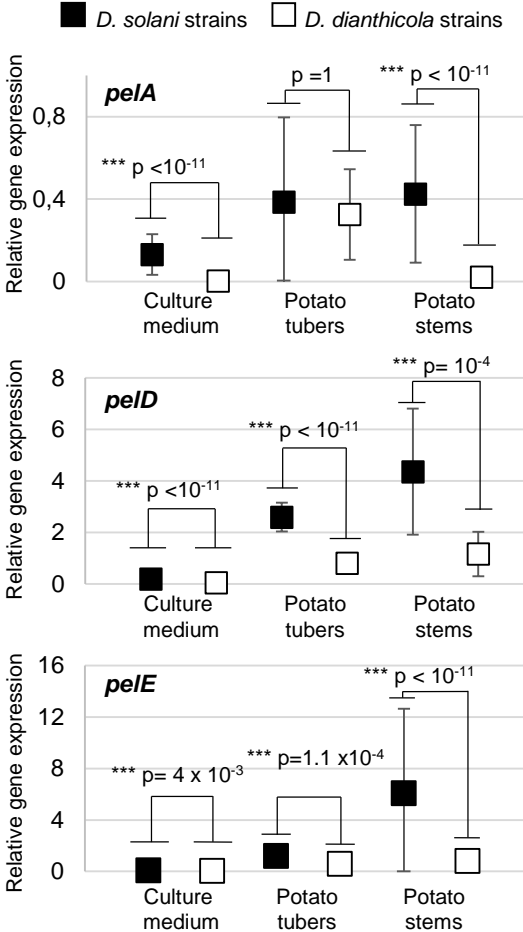 D. solani strains D. dianthicola strains
Relative gene expression
pelA
0,8
0,4
0
*** p <10-11
p =1
*** p < 10-11
Culture medium
Potato tubers
Potato stems
Relative gene expression
pelD
8
6
4
2
0
*** p <10-11
*** p < 10-11
*** p= 10-4
Culture medium
Potato tubers
Potato stems
Relative gene expression
pelE
16
12
8
4
0
*** p= 4 x 10-3
*** p=1.1 x10-4
*** p < 10-11
Culture medium
Potato tubers
Potato stems